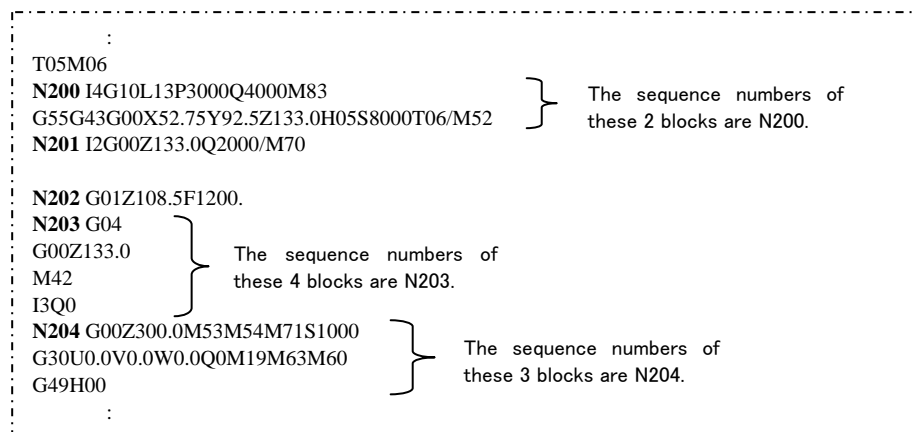 :
T05M06
N200 I4G10L13P3000Q4000M83
G55G43G00X52.75Y92.5Z133.0H05S8000T06/M52
The sequence numbers of
these 2 blocks are N200.
N201 I2G00Z133.0Q2000/M70
N202 G01Z108.5F1200.
N203 G04
G00Z133.0
M42
I3Q0
The sequence numbers of
these 4 blocks are N203.
N204 G00Z300.0M53M54M71S1000
G30U0.0V0.0W0.0Q0M19M63M60
G49H00
The sequence numbers of
these 3 blocks are N204.
: